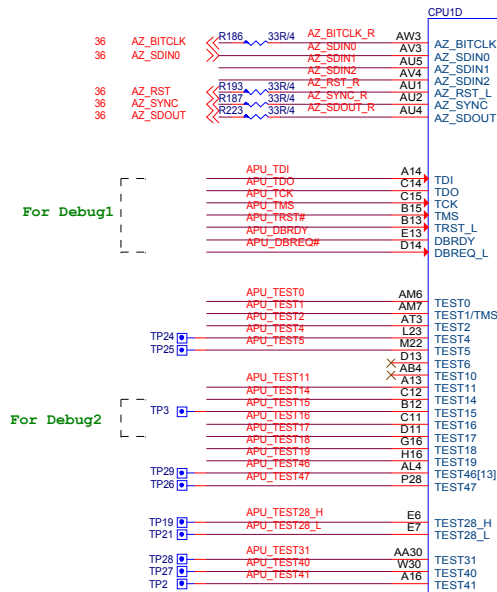 CPU1D
36 AZ_BITCLK R186 33R/4 AZ_BITCLK_R AW3 AZ_BITCLK
36 AZ_SDIN0 AZ_SDIN0 AV3 AZ_SDIN0
AZ_SDIN1 AU5 AZ_SDIN1
AZ_SDIN2 AV4 AZ_SDIN2
36 AZ_RST R193 33R/4 AZ_RST_R AU1 AZ_RST_L
36 AZ_SYNC R187 33R/4 AZ_SYNC_R AU2 AZ_SYNC
36 AZ_SDOUT R223 33R/4 AZ_SDOUT_R AU4 AZ_SDOUT
APU_TDI A14 TDI
APU_TDO C14 TDO
APU_TCK C15 TCK
For Debug1 APU_TMS B15 TMS
APU_TRST# B13 TRST_L
APU_DBRDY E13 DBRDY
APU_DBREQ# D14 DBREQ_L
APU_TEST0 AM6 TEST0
APU_TEST1 AM7 TEST1/TMS
APU_TEST2 AT3 TEST2
TP24 APU_TEST4 L23 TEST4
TP25 APU_TEST5 M22 TEST5
D13 TEST6
AB4 TEST10
APU_TEST11 A13 TEST11
APU_TEST14 C12 TEST14
TP3 APU_TEST15 B12 TEST15
For Debug2 APU_TEST16 C11 TEST16
APU_TEST17 D11 TEST17
APU_TEST18 G16 TEST18
APU_TEST19 H16 TEST19
TP29 APU_TEST46 AL4 TEST46[13]
TP26 APU_TEST47 P28 TEST47
TP19 APU_TEST28_H E6 TEST28_H
TP21 APU_TEST28_L E7 TEST28_L
TP28 APU_TEST31 AA30 TEST31
TP27 APU_TEST40 W30 TEST40
TP2 APU_TEST41 A16 TEST41